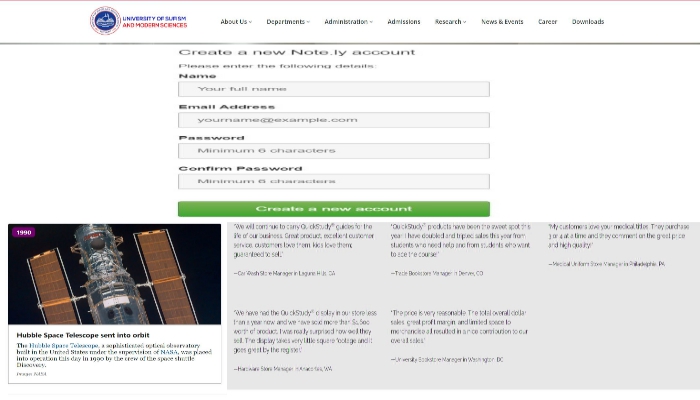 UNIVERSITY OF SUFISM
AND MODERN SCIENCES
About Us
Departments
Administration
Admissions
Research
News & Events
Career
Downloads
Create a new Note.ly account
Please enter the following details:
Name
Your full name
Email Address
yourname@example.com
Password
Minimum 6 characters
Confirm Password
Minimum 6 characters
Create a new account
1990
Hubble Space Telescope sent into orbit
The Hubble Space Telescope, a sophisticated optical observatory
built in the United States under the supervision of NASA, was placed
into operation this day in 1990 by the crew of the space shuttle
Discovery.
"We will continue to carry QuickStudy® guides for the
life of our business. Great product, excellent customer
service, customers love them, kids love them,
guaranteed to sell."
—Car Wash Store Manager in Laguna Hills, CA
"QuickStudy® products have been the sweet spot this
year. I have doubled and tripled sales this year from
students who need help and from students who want
to ace the course"
—Trade Bookstore Manager in Denver, CO
"My customers love your medical titles. They purchase
3 or 4 at a time and they comment on the great price
and high quality."
—Medical Uniform Store Manager in Philadelphia, PA
"We have had the QuickStudy® display in our store less
than a year now, and we have sold more than $1,500
worth of product. I was really surprised how well they
sell. The display takes very little square footage and it
goes great by the register."
—Hardware Store Manager in Anacortes, WA
"The price is very reasonable. The total overall dollar
sales, great profit margin, and limited space to
merchandise all resulted in a nice contribution to our
overall sales."
—University Bookstore Manager in Washington, DC